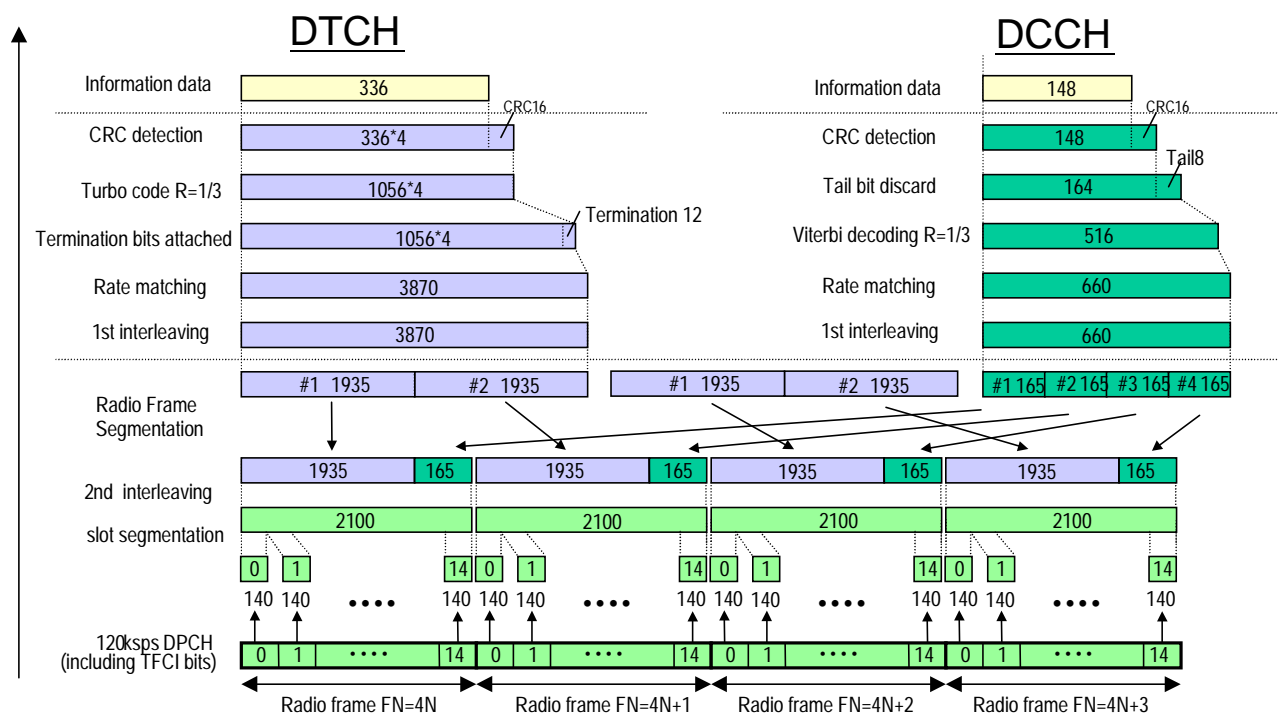 DTCH DCCH
Information data 336 Information data 148
CRC16 CRC16
CRC detection 336*4 CRC detection 148
Tail8
Turbo code R=1/3 1056*4 Tail bit discard 164
Termination 12
Termination bits attached 1056*4 Viterbi decoding R=1/3 516
Rate matching 3870 Rate matching 660
1st interleaving 3870 1st interleaving 660
#1 1935 #2 1935 #1 1935 #2 1935 #1 165 #2 165 #3 165 #4 165
Radio Frame
Segmentation
1935 165 1935 165 1935 165 1935 165
2nd interleaving
2100 2100 2100 2100
slot segmentation
0 1 14 0 1 14 0 1 14 0 1 14
140 140 •••• 140 140 140 •••• 140 140 140 •••• 140 140 140 •••• 140
120ksps DPCH
(including TFCI bits)
0 1 •••• 14 0 1 •••• 14 0 1 •••• 14 0 1 •••• 14
Radio frame FN=4N Radio frame FN=4N+1 Radio frame FN=4N+2 Radio frame FN=4N+3